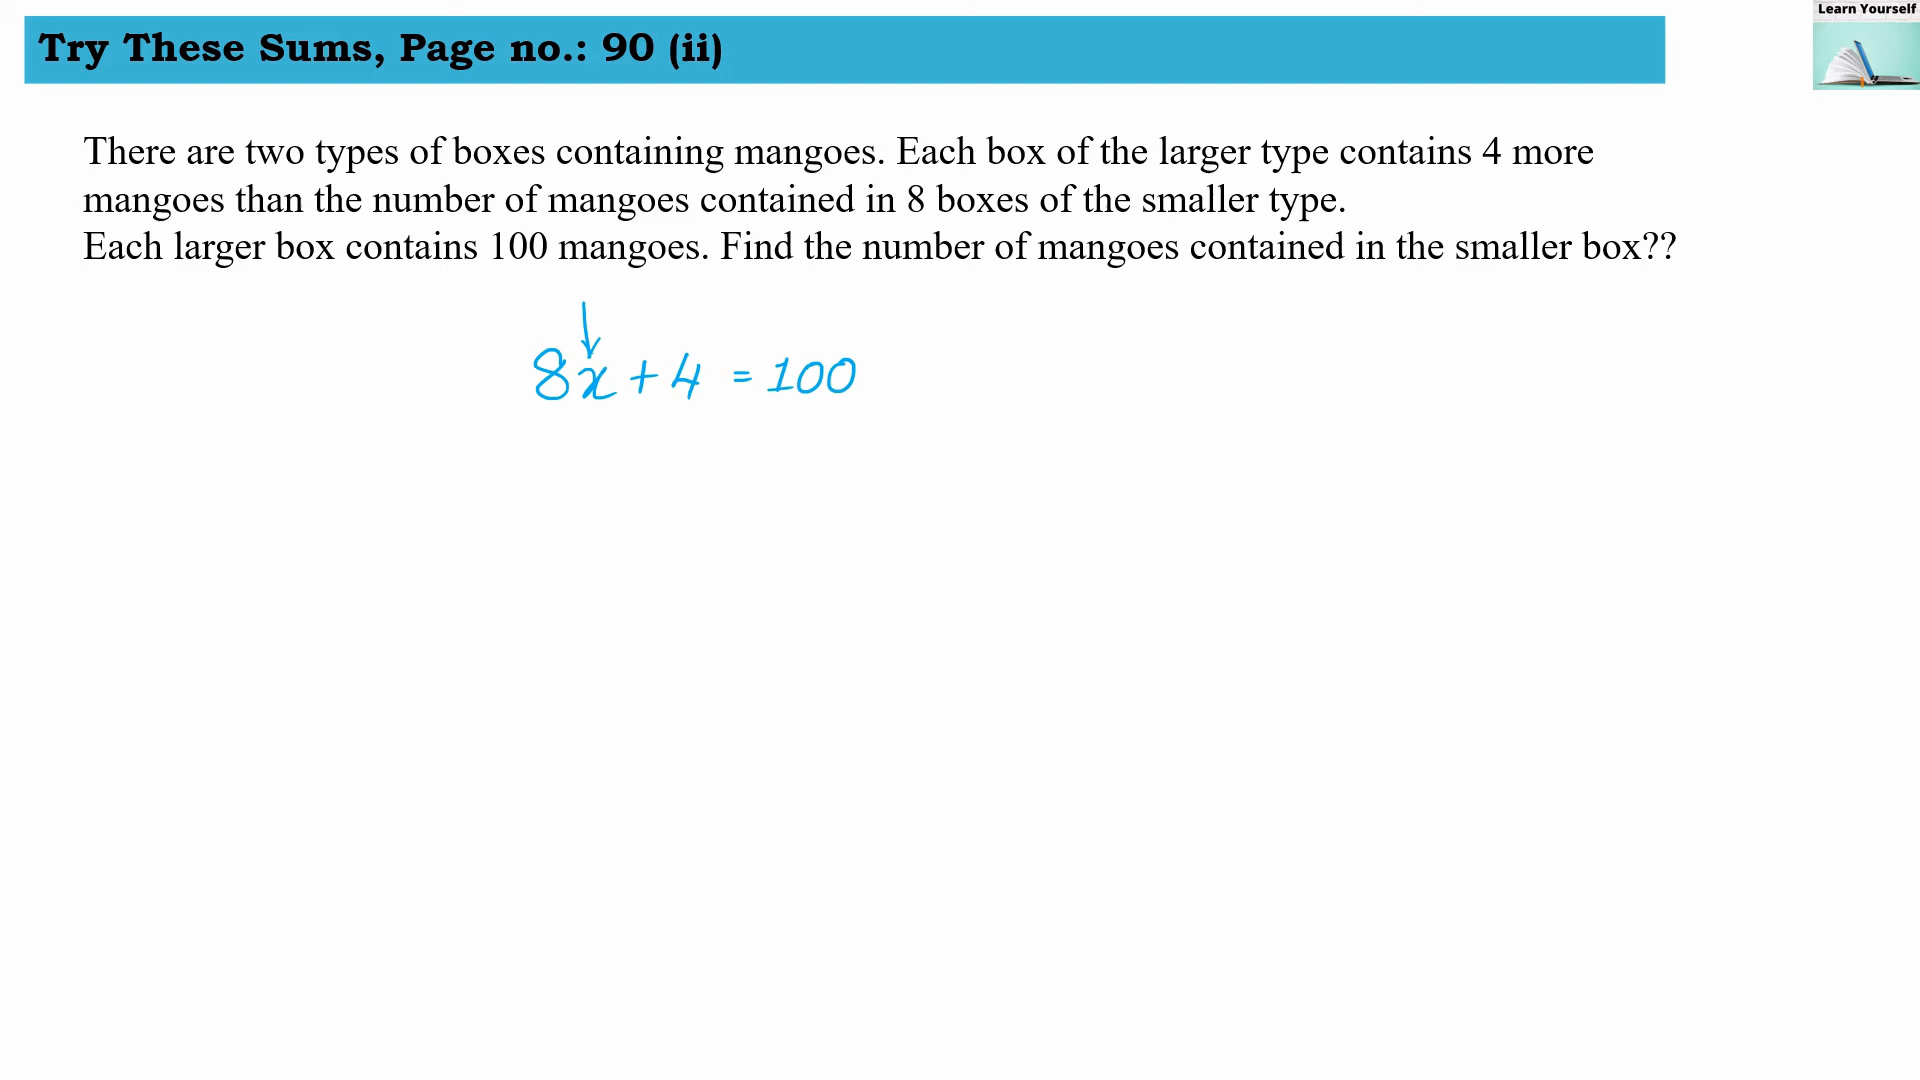 Learn Yourself
Try These Sums, Page no.: 90 (ii)
There are two types of boxes containing mangoes. Each box of the larger type contains 4 more
mangoes than the number of mangoes contained in 8 boxes of the smaller type.
Each larger box contains 100 mangoes. Find the number of mangoes contained in the smaller box??
8x + 4 = 100